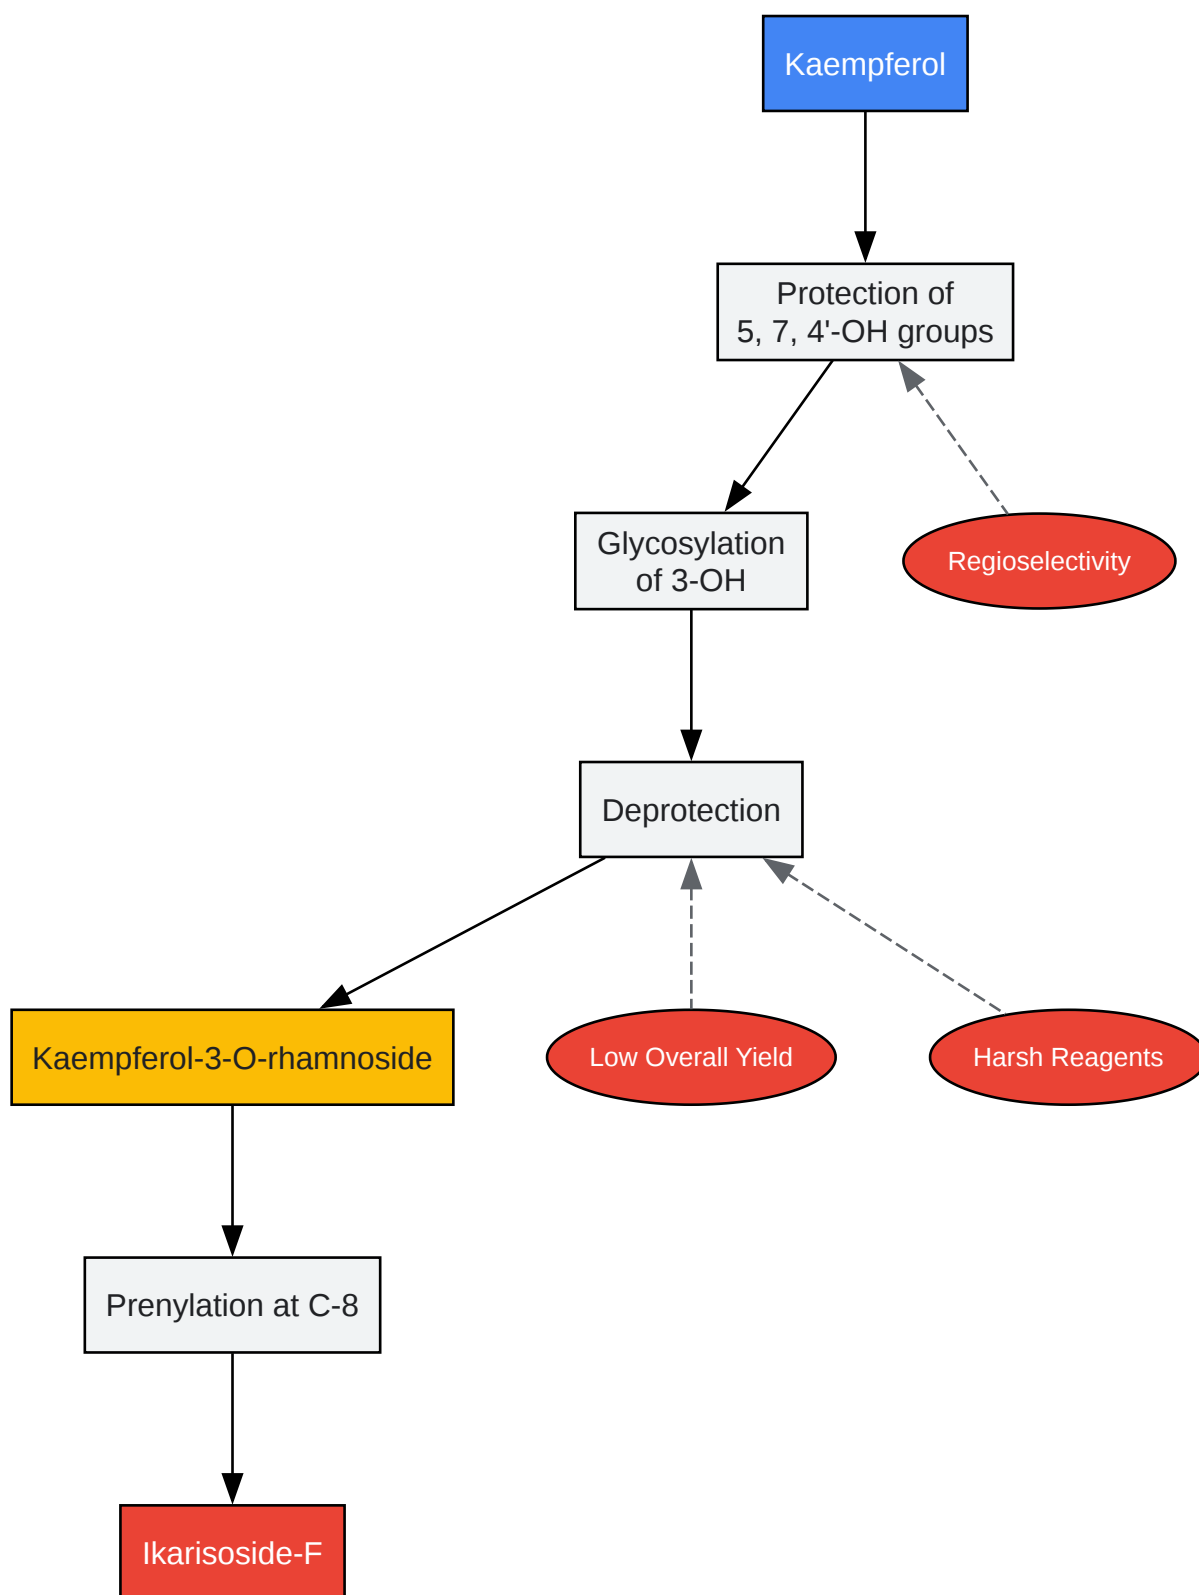 Kaempferol
Protection of
5, 7, 4'-OH groups
Glycosylation
of 3-OH
Regioselectivity
Deprotection
Kaempferol-3-O-rhamnoside
Low Overall Yield
Harsh Reagents
Prenylation at C-8
Ikarisoside-F